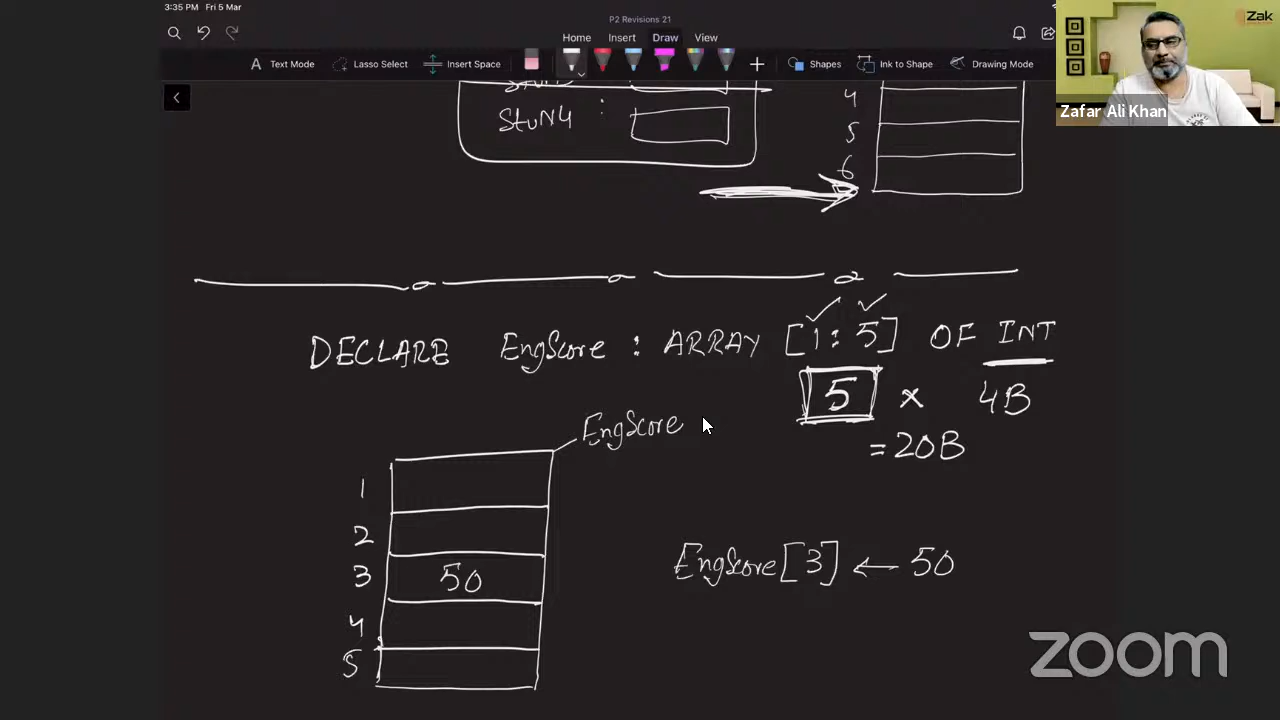 3:35 PM Fri 5 Mar
P2 Revisions 21
Home Insert Draw View
Text Mode Lasso Select Insert Space Shapes Ink to Shape Drawing Mode
Zak
Zafar Ali Khan
StuN4 :
4
5
6
DECLARE EngScore : ARRAY [1:5] OF INT
5 × 4B
= 20B
EngScore
1
2
3 50
4
5
EngScore[3] ← 50
zoom